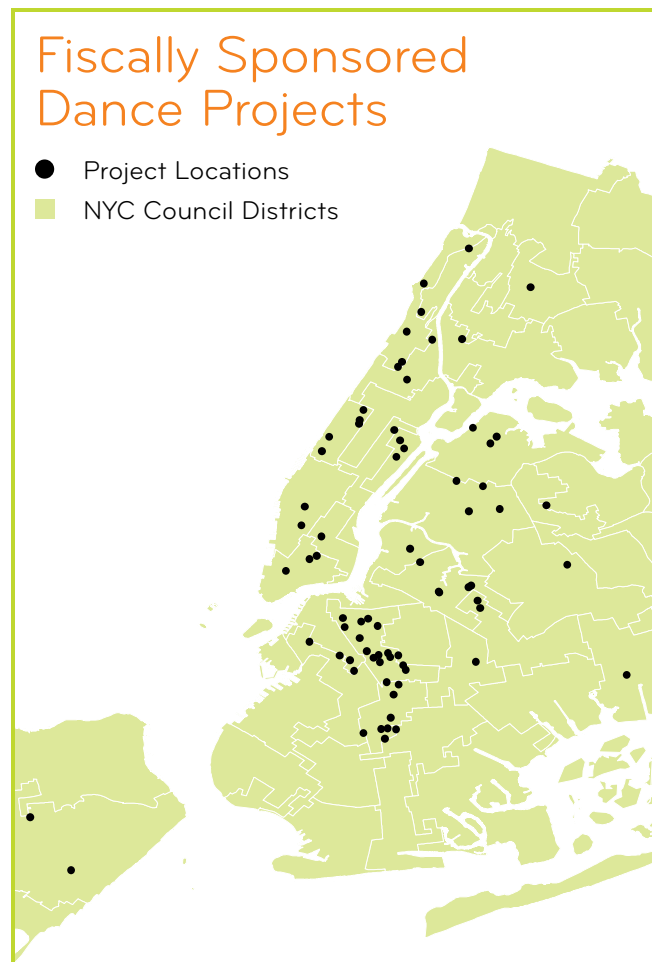 Fiscally Sponsored
Dance Projects
Project Locations
NYC Council Districts